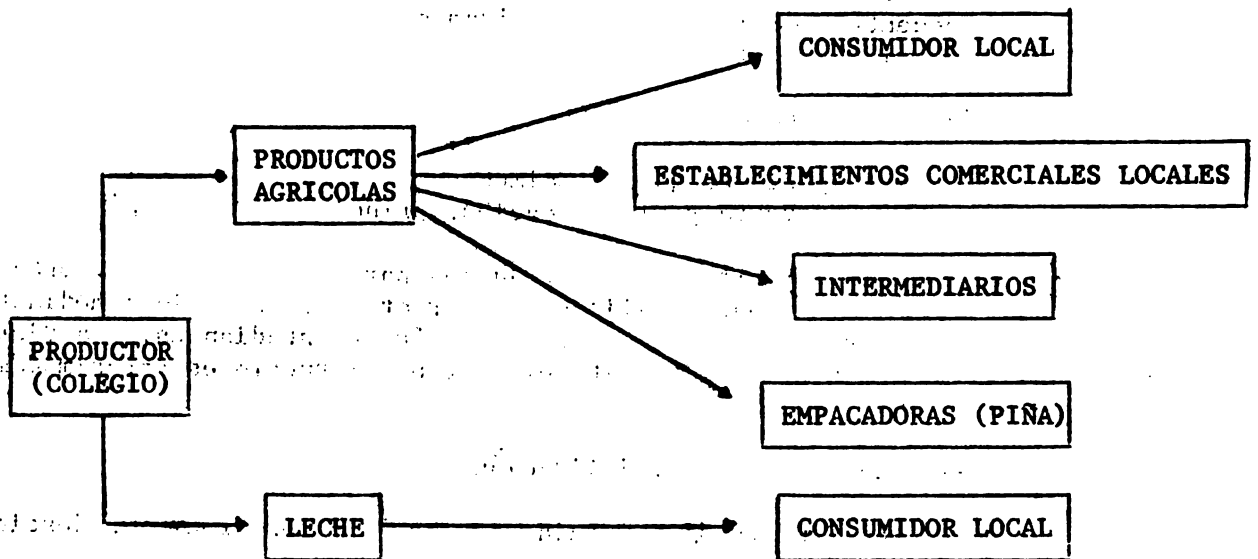 CONSUMIDOR LOCAL
PRODUCTOS
AGRICOLAS
ESTABLECIMIENTOS COMERCIALES LOCALES
INTERMEDIARIOS
PRODUCTOR
(COLEGIO)
EMPACADORAS (PIÑA)
LECHE
CONSUMIDOR LOCAL